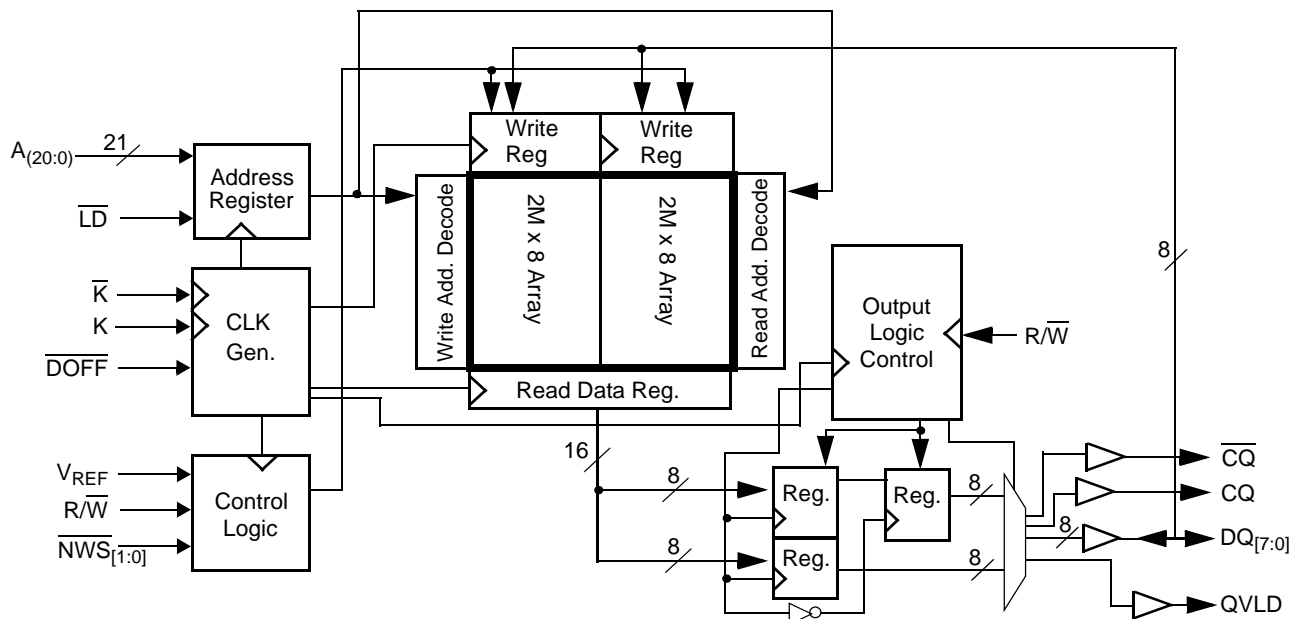 A(20:0)
21
LD
Address
Register
K
K
DOFF
CLK
Gen.
VREF
R/W
NWS[1:0]
Control
Logic
Write
Reg
Write
Reg
Write Add. Decode
2M x 8 Array
2M x 8 Array
Read Add. Decode
Read Data Reg.
16
8
8
Reg.
Reg.
Reg.
Output
Logic
Control
R/W
8
8
8
8
CQ
CQ
DQ[7:0]
QVLD